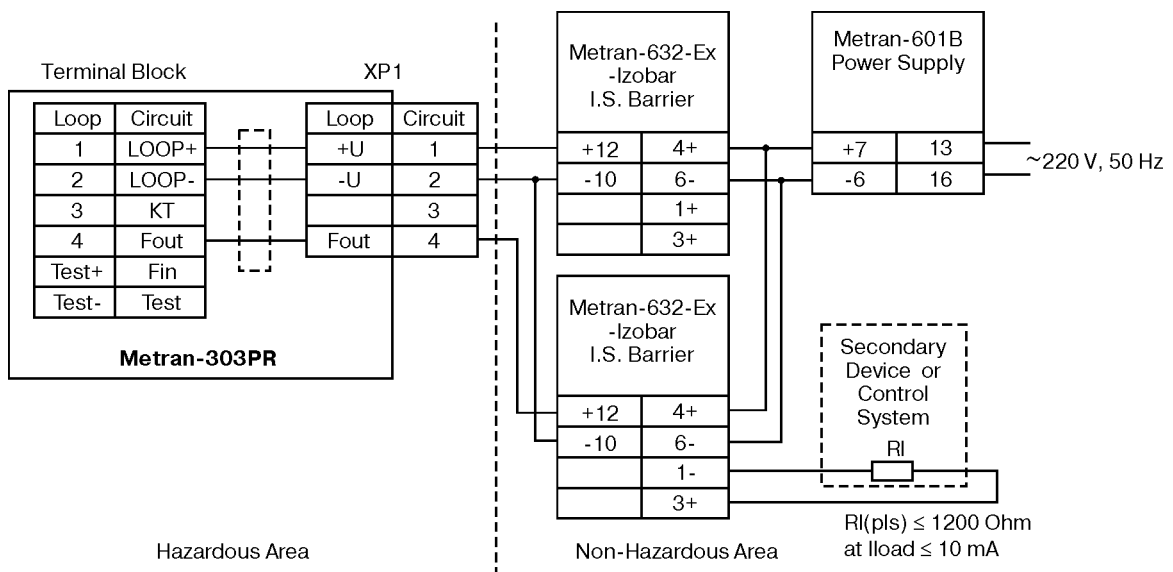 Terminal Block
XP1
Loop Circuit
1 LOOP+
2 LOOP-
3 KT
4 Fout
Test+ Fin
Test- Test
Metran-303PR
Loop Circuit
+U 1
-U 2
3
Fout 4
Metran-632-Ex
-Izobar
I.S. Barrier
+12 4+
-10 6-
1+
3+
Metran-601B
Power Supply
+7 13
-6 16
~220 V, 50 Hz
Metran-632-Ex
-Izobar
I.S. Barrier
+12 4+
-10 6-
1-
3+
Secondary
Device or
Control
System
RI
RI(pls) ≤ 1200 Ohm
at Iload ≤ 10 mA
Hazardous Area
Non-Hazardous Area